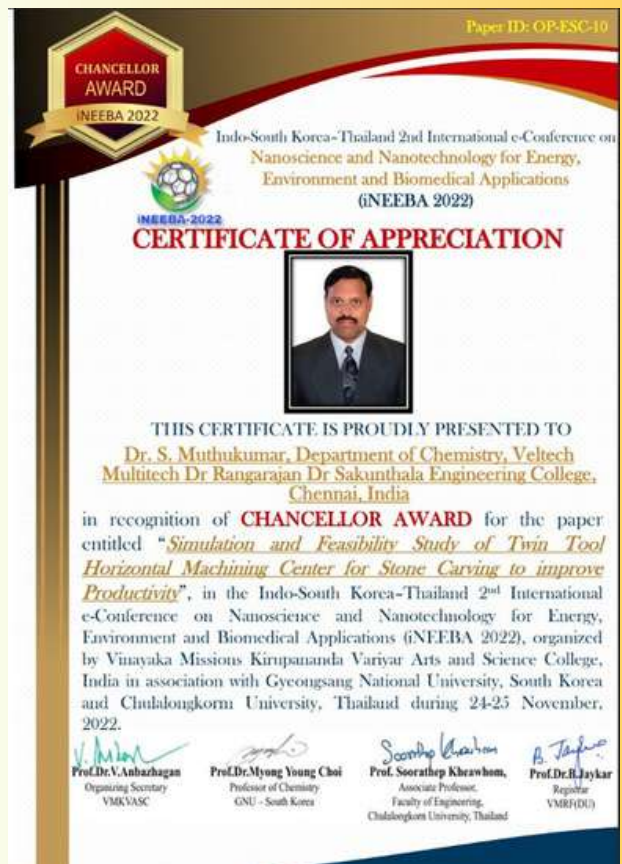 Paper ID: OP-ESC-10
CHANCELLOR
AWARD
iNEEBA 2022
Indo-South Korea-Thailand 2nd International e-Conference on
Nanoscience and Nanotechnology for Energy,
Environment and Biomedical Applications
(iNEEBA 2022)
iNEEBA-2022
CERTIFICATE OF APPRECIATION
THIS CERTIFICATE IS PROUDLY PRESENTED TO
Dr. S. Muthukumar, Department of Chemistry, Veltech
Multitech Dr Rangarajan Dr Sakunthala Engineering College,
Chennai, India
in recognition of CHANCELLOR AWARD for the paper
entitled "Simulation and Feasibility Study of Twin Tool
Horizontal Machining Center for Stone Carving to improve
Productivity", in the Indo-South Korea-Thailand 2nd International
e-Conference on Nanoscience and Nanotechnology for Energy,
Environment and Biomedical Applications (iNEEBA 2022), organized
by Vinayaka Missions Kirupananda Variyar Arts and Science College,
India in association with Gyeongsang National University, South Korea
and Chulalongkorn University, Thailand during 24-25 November,
2022.
Prof.Dr.V.Anbazhagan
Organizing Secretary
VMKVASC
Prof.Dr.Myong Young Choi
Professor of Chemistry
GNU - South Korea
Soorathep Kheawhom
Prof. Soorathep Kheawhom,
Associate Professor,
Faculty of Engineering,
Chulalongkorn University, Thailand
Prof.Dr.B.Jaykar
Registrar
VMRF(DU)